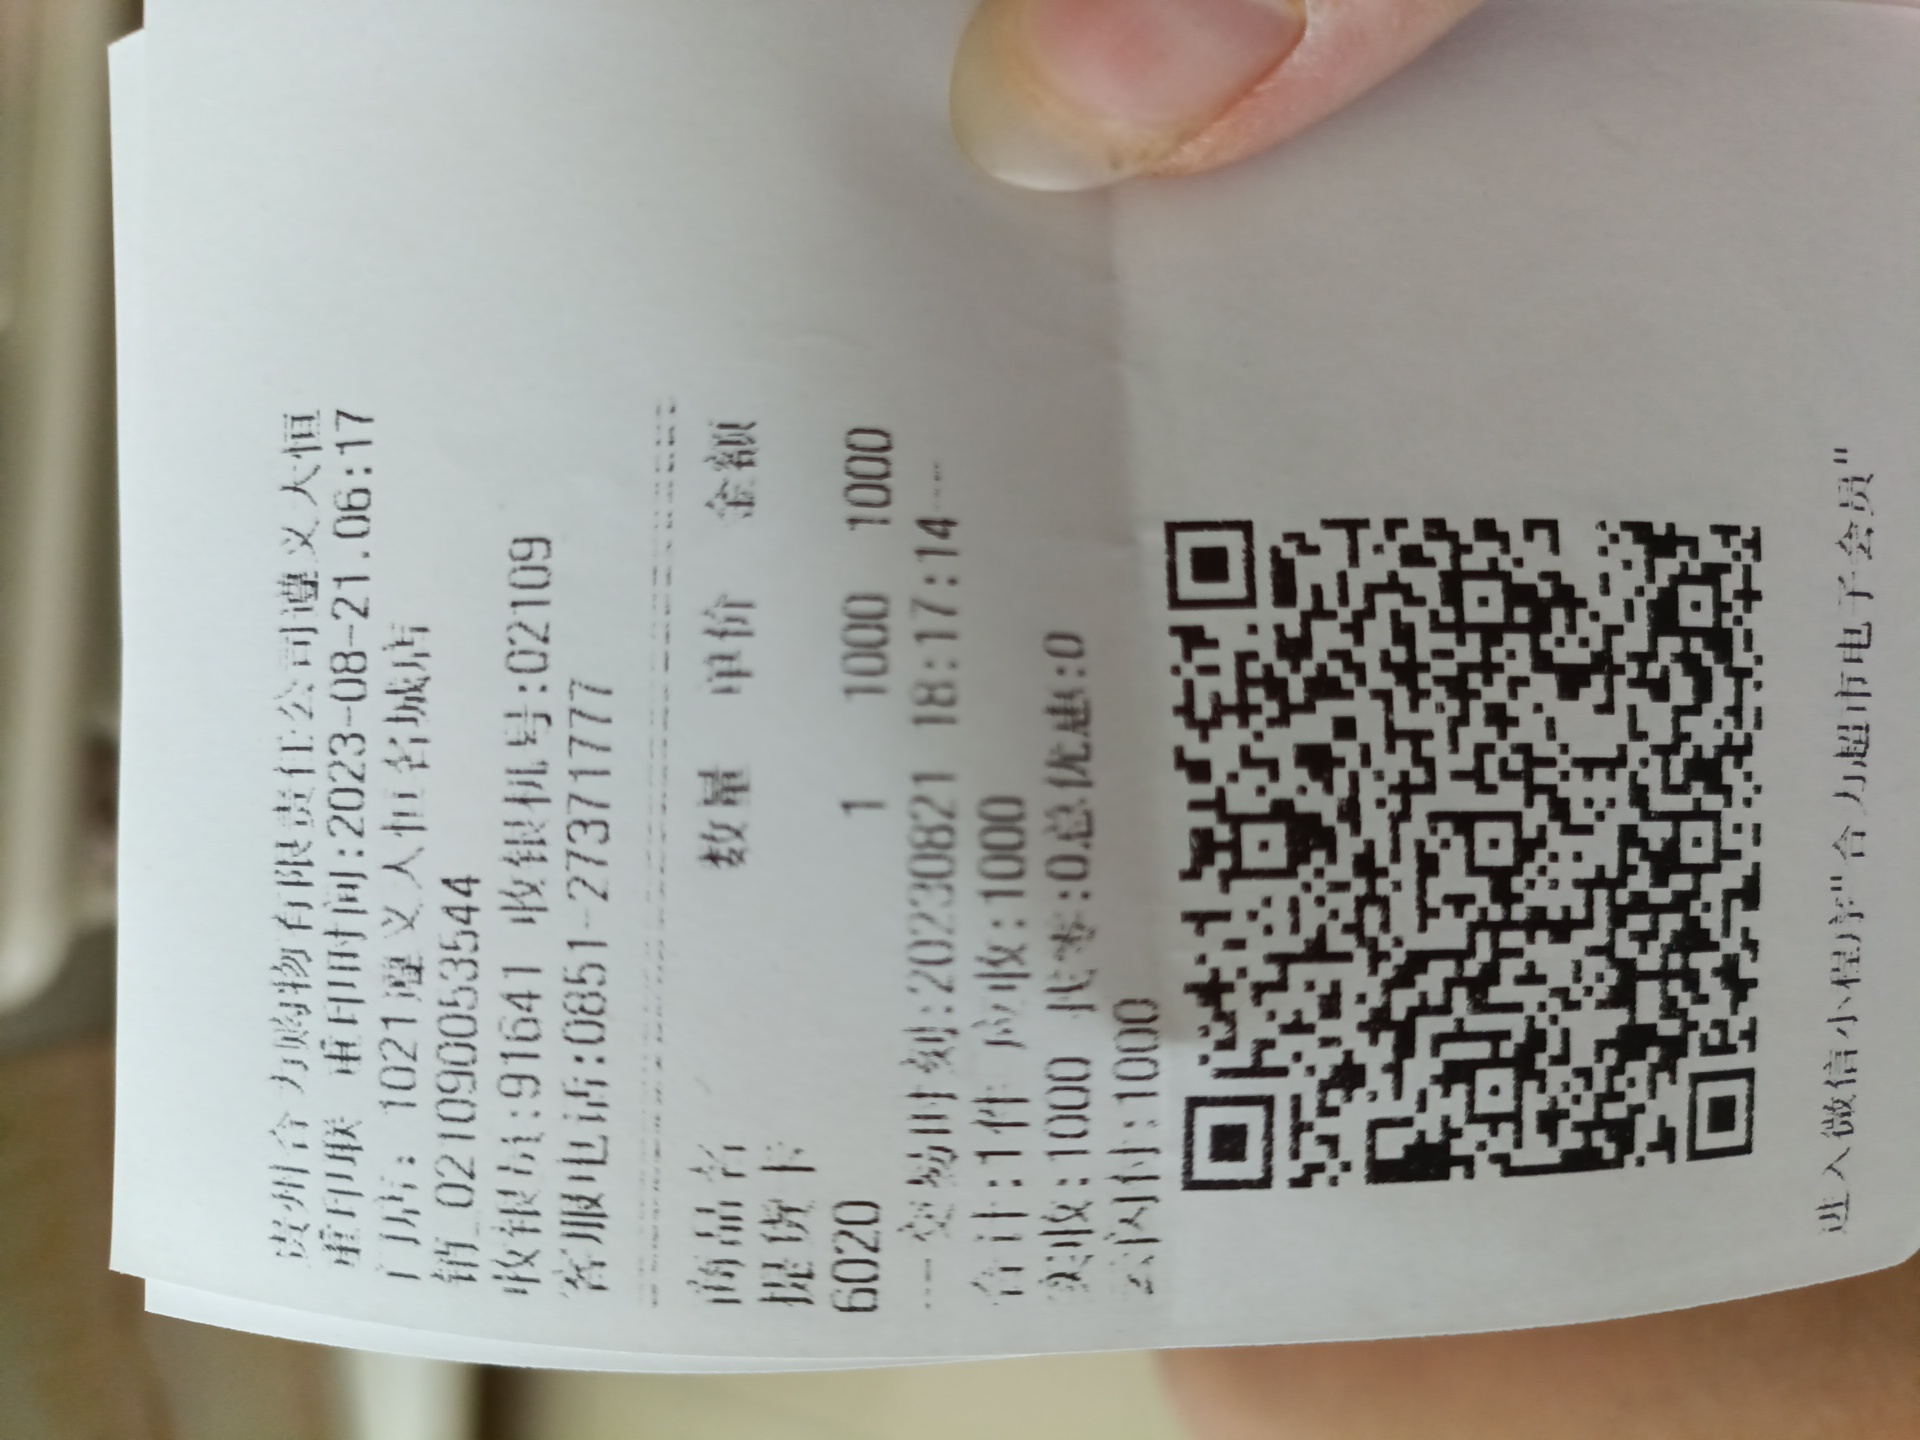 贵州合力购物有限责任公司遵义大恒
重印联 重印时间:2023-08-21.06:17
门店: 1021遵义大恒名城店
销_0210900053544
收银员:91641 收银机号:02109
客服电话:0851-27371777
商品名 数量 单价 金额
提货卡
6020 1 1000 1000
---交易时刻:20230821 18:17:14---
合计:1件 应收:1000
实收:1000 找零:0总优惠:0
云闪付:1000
进入微信小程序"合力超市电子会员"